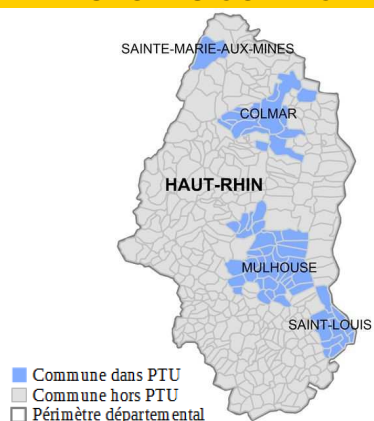 SAINTE-MARIE-AUX-MINES
COLMAR
HAUT-RHIN
MULHOUSE
SAINT-LOUIS
Commune dans PTU
Commune hors PTU
Périmètre départemental